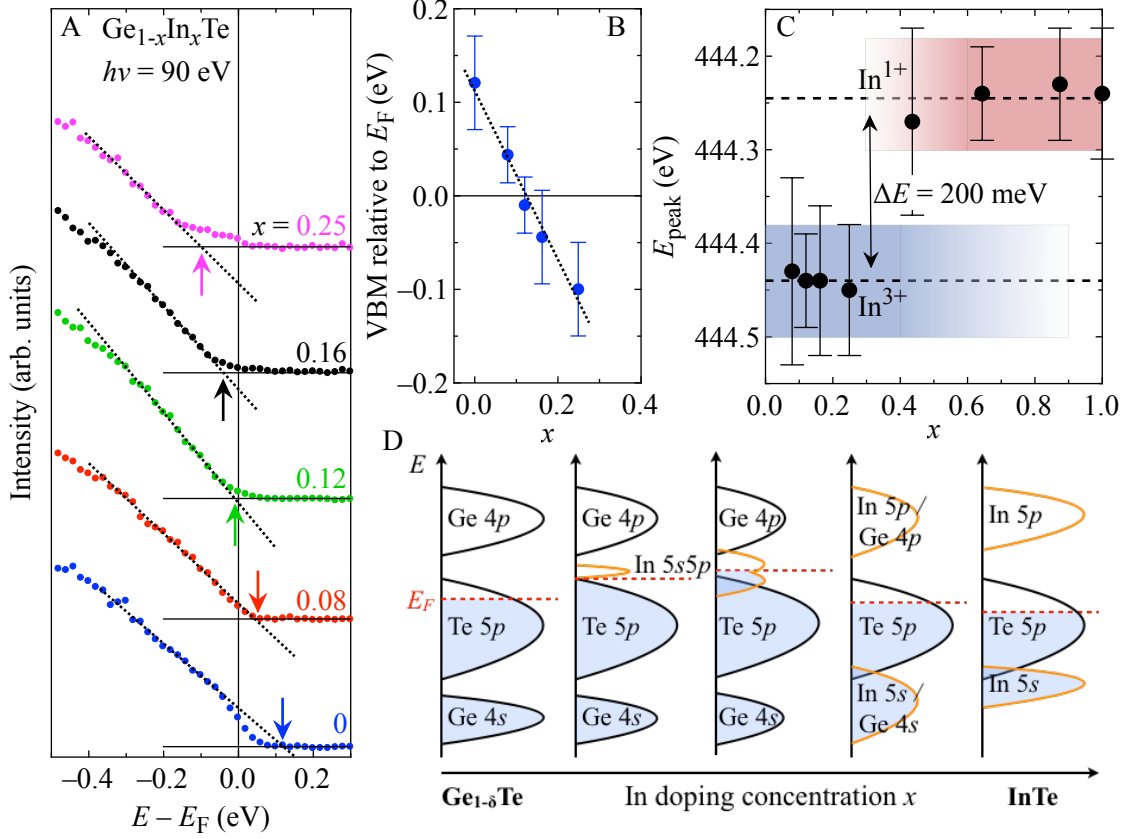 A
Ge1-xInxTe
hν = 90 eV
x = 0.25
0.16
0.12
0.08
0
Intensity (arb. units)
−0.4 −0.2 0.0 0.2
E − EF (eV)
B
VBM relative to EF (eV)
0.2
0.1
0.0
−0.1
−0.2
0.0 0.2 0.4
x
C
Epeak (eV)
444.2
444.3
444.4
444.5
In1+
ΔE = 200 meV
In3+
0.0 0.2 0.4 0.6 0.8 1.0
x
D
E
EF
Ge 4p
Te 5p
Ge 4s
Ge 4p
In 5s5p
Te 5p
Ge 4s
Ge 4p
Te 5p
Ge 4s
In 5p /
Ge 4p
Te 5p
In 5s /
Ge 4s
In 5p
Te 5p
In 5s
Ge1-δTe In doping concentration x InTe